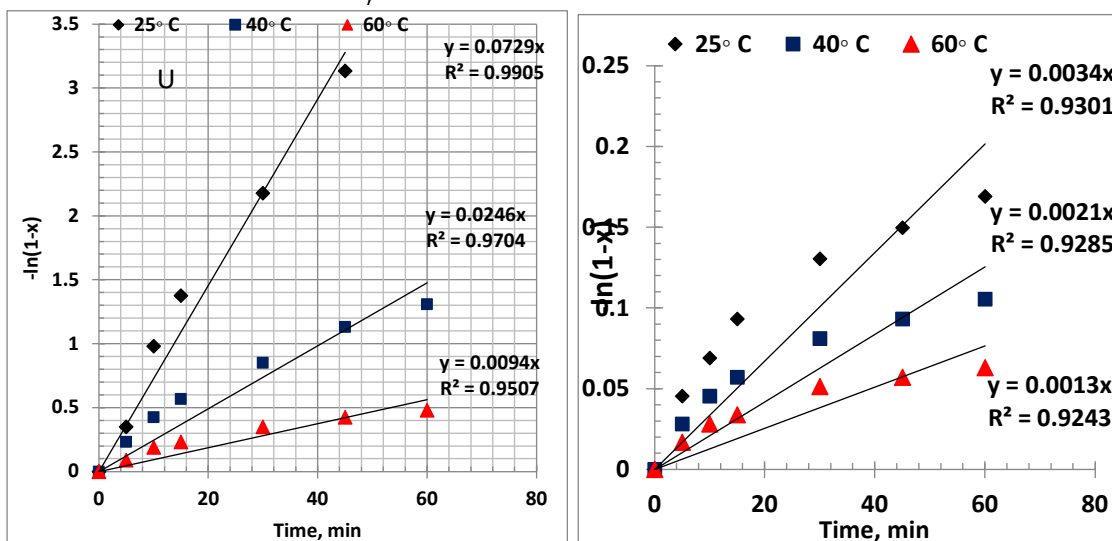 25◦ C 40◦ C 60◦ C
U
y = 0.0729x
R² = 0.9905
y = 0.0246x
R² = 0.9704
y = 0.0094x
R² = 0.9507
3.5
3
2.5
2
1.5
1
0.5
0
0 20 40 60 80
-ln(1-x)
Time, min
25◦ C 40◦ C 60◦ C
y = 0.0034x
R² = 0.9301
y = 0.0021x
R² = 0.9285
y = 0.0013x
R² = 0.9243
0.25
0.2
0.15
0.1
0.05
0
0 20 40 60 80
-ln(1-x)
Time, min